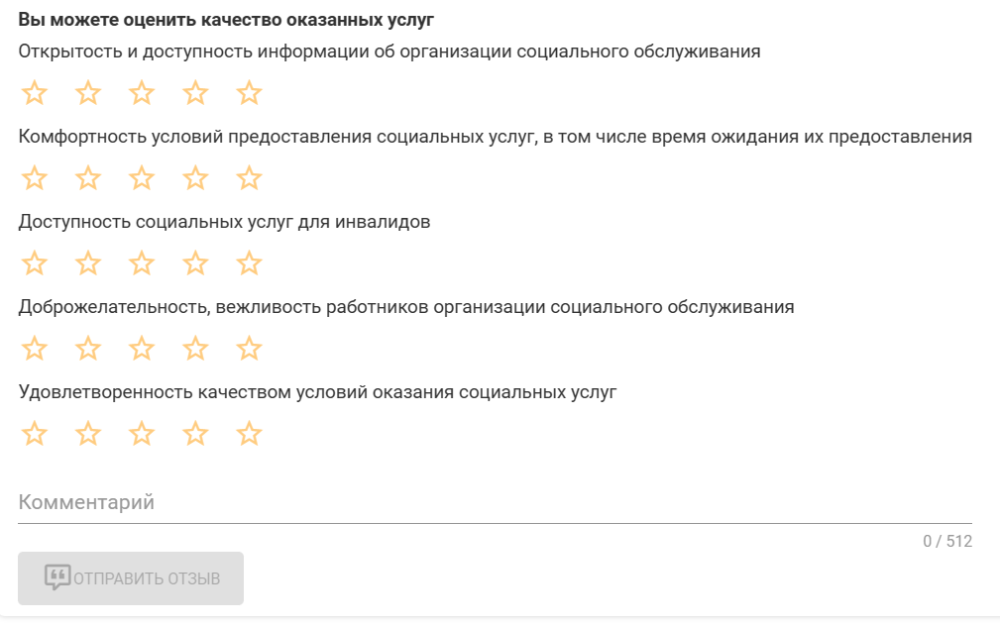 Вы можете оценить качество оказанных услуг
Открытость и доступность информации об организации социального обслуживания
Комфортность условий предоставления социальных услуг, в том числе время ожидания их предоставления
Доступность социальных услуг для инвалидов
Доброжелательность, вежливость работников организации социального обслуживания
Удовлетворенность качеством условий оказания социальных услуг
Комментарий
0 / 512
ОТПРАВИТЬ ОТЗЫВ